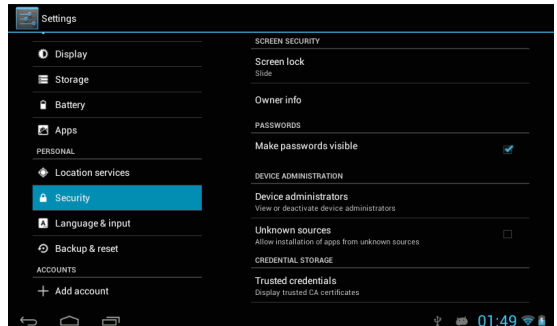 Settings
Display
Storage
Battery
Apps
PERSONAL
Location services
Security
Language & input
Backup & reset
ACCOUNTS
Add account
SCREEN SECURITY
Screen lock
Slide
Owner info
PASSWORDS
Make passwords visible
DEVICE ADMINISTRATION
Device administrators
View or deactivate device administrators
Unknown sources
Allow installation of apps from unknown sources
CREDENTIAL STORAGE
Trusted credentials
Display trusted CA certificates
01:49